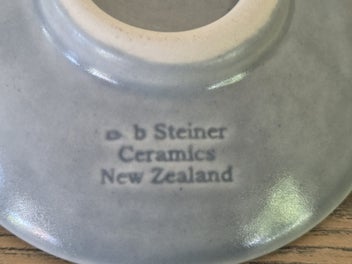 b Steiner
Ceramics
New Zealand